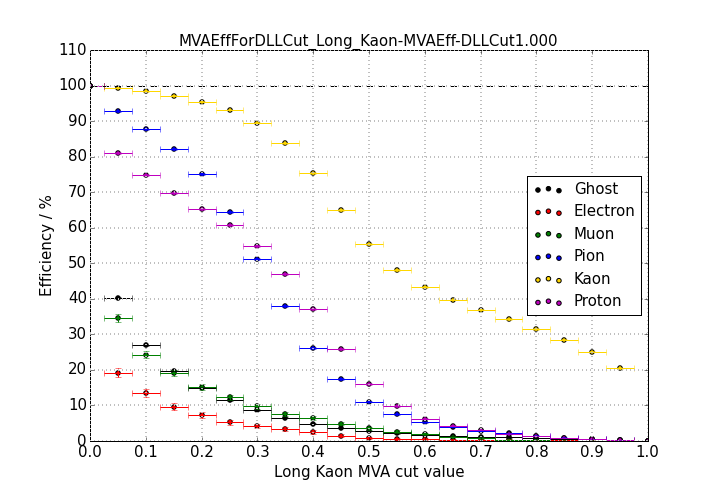 MVAEffForDLLCut_Long_Kaon-MVAEff-DLLCut1.000
110
100
90
80
70
60
50
40
30
20
10
0
Efficiency / %
Ghost
Electron
Muon
Pion
Kaon
Proton
0.0 0.1 0.2 0.3 0.4 0.5 0.6 0.7 0.8 0.9 1.0
Long Kaon MVA cut value